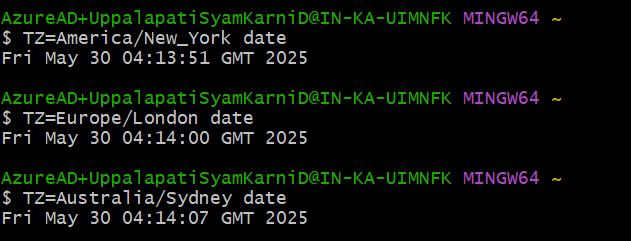 AzureAD+UppalapatiSyamKarniD@IN-KA-UIMNFK MINGW64 ~
$ TZ=America/New_York date
Fri May 30 04:13:51 GMT 2025
AzureAD+UppalapatiSyamKarniD@IN-KA-UIMNFK MINGW64 ~
$ TZ=Europe/London date
Fri May 30 04:14:00 GMT 2025
AzureAD+UppalapatiSyamKarniD@IN-KA-UIMNFK MINGW64 ~
$ TZ=Australia/Sydney date
Fri May 30 04:14:07 GMT 2025